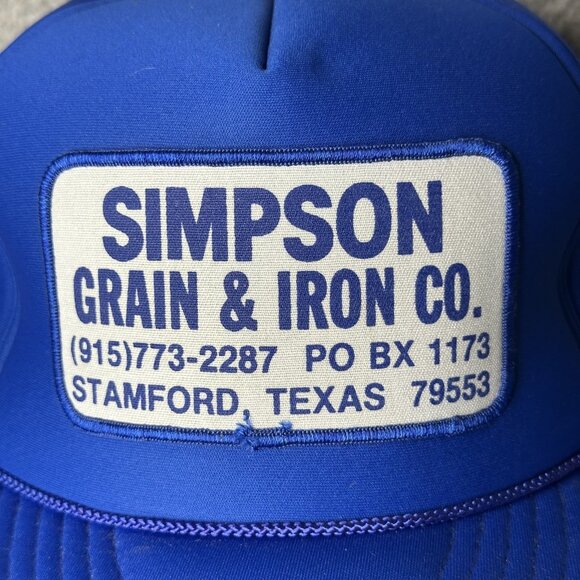 SIMPSON
GRAIN & IRON CO.
(915)773-2287 PO BX 1173
STAMFORD, TEXAS 79553